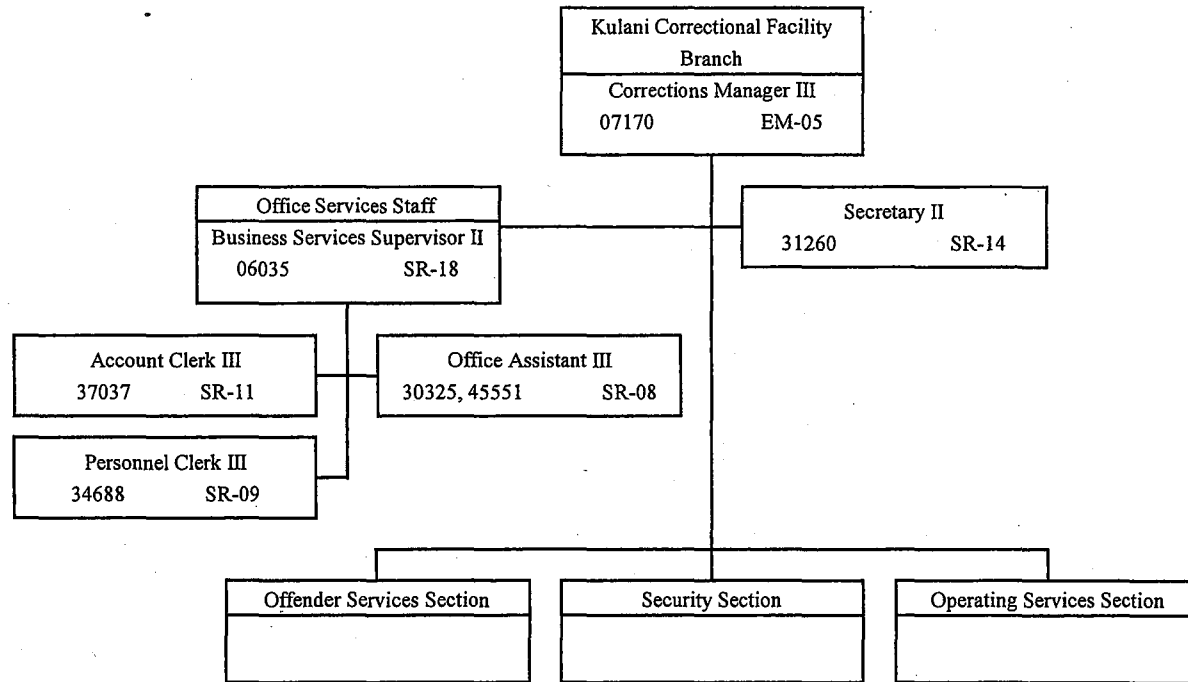 Kulani Correctional Facility
Branch
Corrections Manager III
07170 EM-05
Office Services Staff
Business Services Supervisor II
06035 SR-18
Secretary II
31260 SR-14
Account Clerk III
37037 SR-11
Office Assistant III
30325, 45551 SR-08
Personnel Clerk III
34688 SR-09
Offender Services Section
Security Section
Operating Services Section